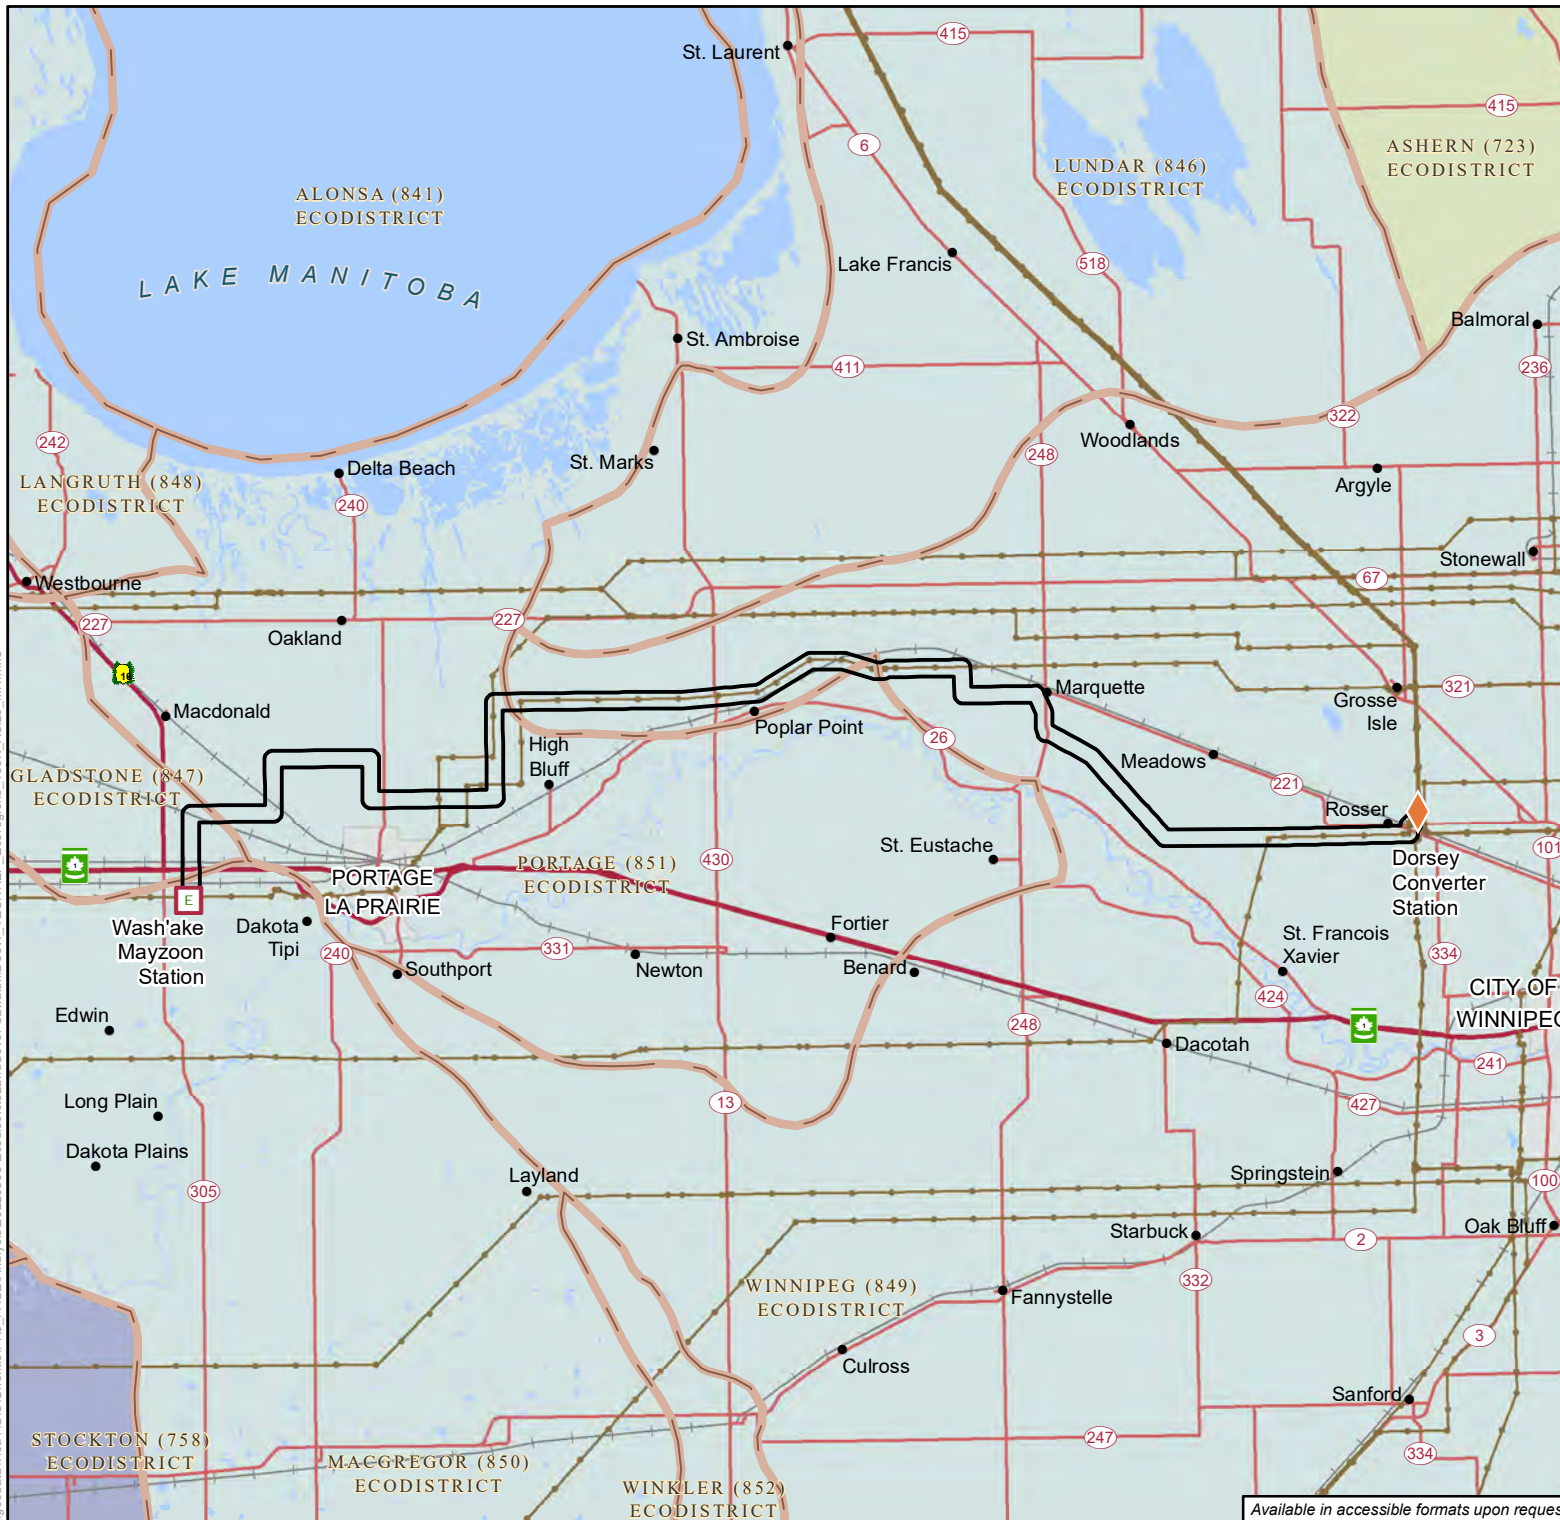 St. Laurent
415
6
415
ASHERN (723)
ECODISTRICT
LUNDAR (846)
ECODISTRICT
ALONSA (841)
ECODISTRICT
LAKE MANITOBA
Lake Francis
518
Balmoral
St. Ambroise
411
236
322
242
Woodlands
248
St. Marks
Delta Beach
LANGRUTH (848)
ECODISTRICT
240
Argyle
Stonewall
Westbourne
67
227
227
Oakland
16
Marquette
321
Grosse
Isle
Macdonald
Poplar Point
26
High
Bluff
Meadows
GLADSTONE (847)
ECODISTRICT
221
Rosser
St. Eustache
101
1
PORTAGE (851)
ECODISTRICT
430
Dorsey
Converter
Station
PORTAGE
LA PRAIRIE
E
Wash'ake
Mayzoon
Station
Dakota
Tipi
Fortier
St. Francois
Xavier
240
331
334
Southport
Newton
Benard
424
CITY OF
WINNIPEG
Edwin
248
1
Dacotah
241
Long Plain
13
427
Dakota Plains
Layland
Springstein
305
100
Starbuck
Oak Bluff
2
332
WINNIPEG (849)
ECODISTRICT
Fannystelle
3
Culross
Sanford
STOCKTON (758)
ECODISTRICT
247
334
MACGREGOR (850)
ECODISTRICT
WINKLER (852)
ECODISTRICT
Available in accessible formats upon reques